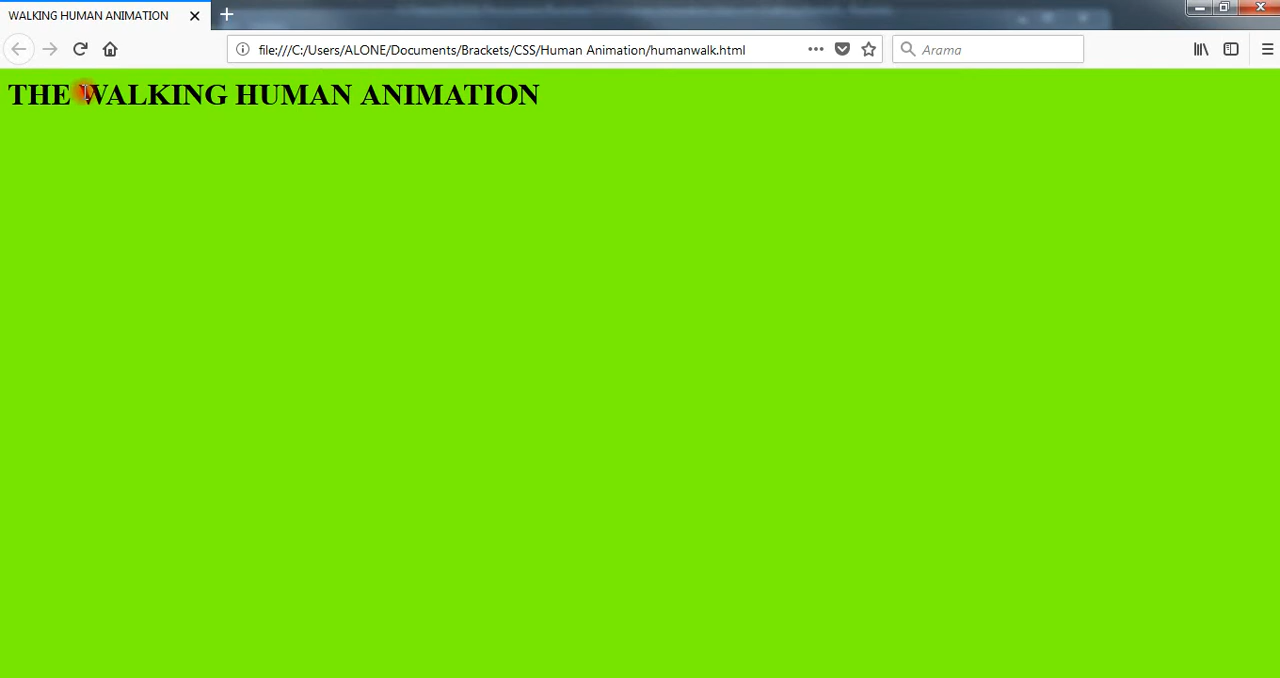 WALKING HUMAN ANIMATION
file:///C:/Users/ALONE/Documents/Brackets/CSS/Human Animation/humanwalk.html
Arama
THE WALKING HUMAN ANIMATION